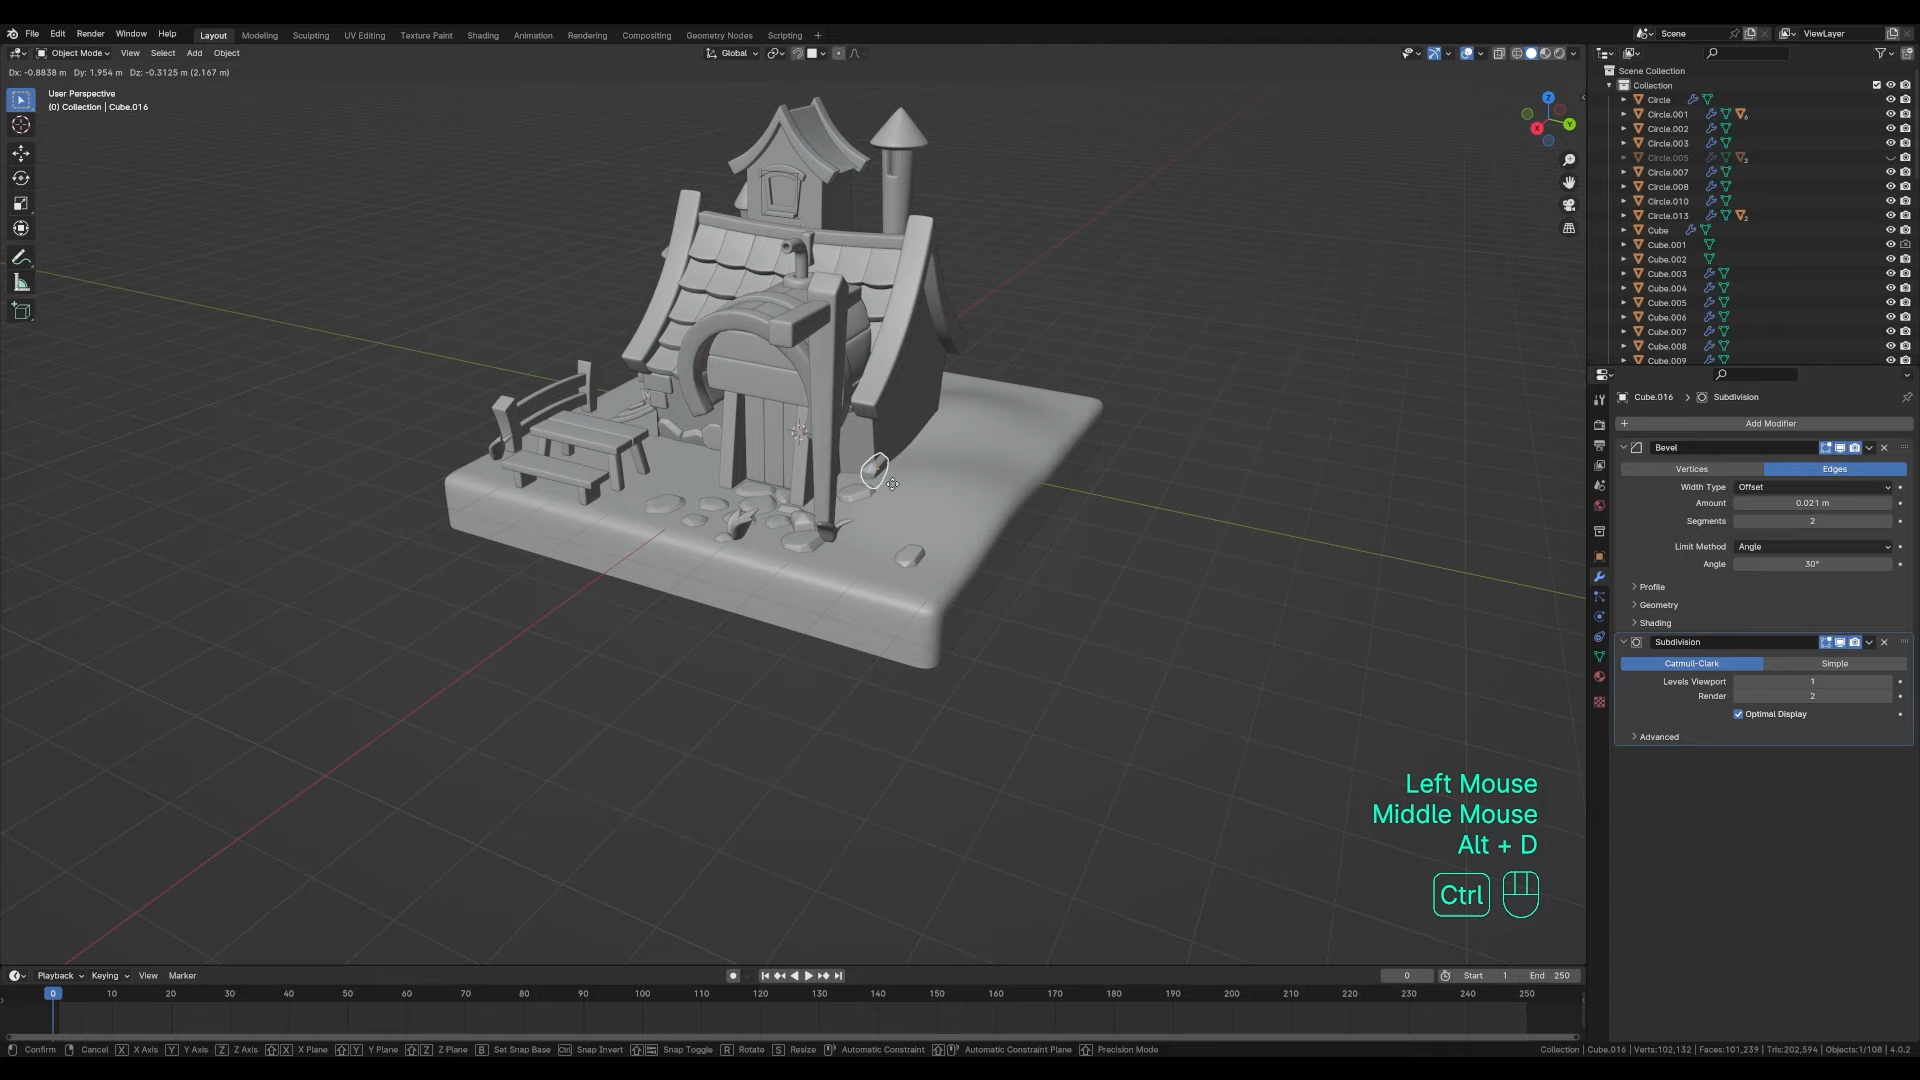 File Edit Render Window Help Layout Modeling Sculpting UV Editing Texture Paint Shading Animation Rendering Compositing Geometry Nodes Scripting + Scene ViewLayer
Object Mode View Select Add Object Global
Dx: -0.8838 m Dy: 1.954 m Dz: -0.3125 m (2.167 m)
User Perspective
(0) Collection | Cube.016
Z
Y
X
Scene Collection
Collection
Circle
Circle.001 6
Circle.002
Circle.003
Circle.005 2
Circle.007
Circle.008
Circle.010
Circle.013 2
Cube
Cube.001
Cube.002
Cube.003
Cube.004
Cube.005
Cube.006
Cube.007
Cube.008
Cube.009
Cube.016 > Subdivision
+ Add Modifier
Bevel
Vertices Edges
Width Type Offset
Amount 0.021 m
Segments 2
Limit Method Angle
Angle 30°
Profile
Geometry
Shading
Subdivision
Catmull-Clark Simple
Levels Viewport 1
Render 2
Optimal Display
Advanced
Left Mouse
Middle Mouse
Alt + D
Ctrl
Playback Keying View Marker 0 Start 1 End 250
0 10 20 30 40 50 60 70 80 90 100 110 120 130 140 150 160 170 180 190 200 210 220 230 240 250
Confirm Cancel X X Axis Y Y Axis Z Z Axis X X Plane Y Y Plane Z Z Plane B Set Snap Base Ctrl Snap Invert Snap Toggle R Rotate S Resize Automatic Constraint Automatic Constraint Plane Precision Mode Collection | Cube.016 | Verts:102,132 | Faces:101,239 | Tris:202,594 | Objects:1/108 | 4.0.2